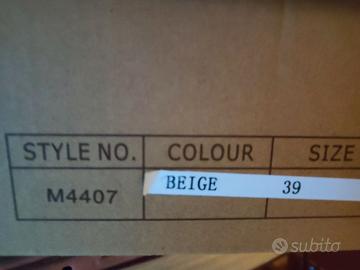 STYLE NO. COLOUR SIZE
M4407 BEIGE 39
subito